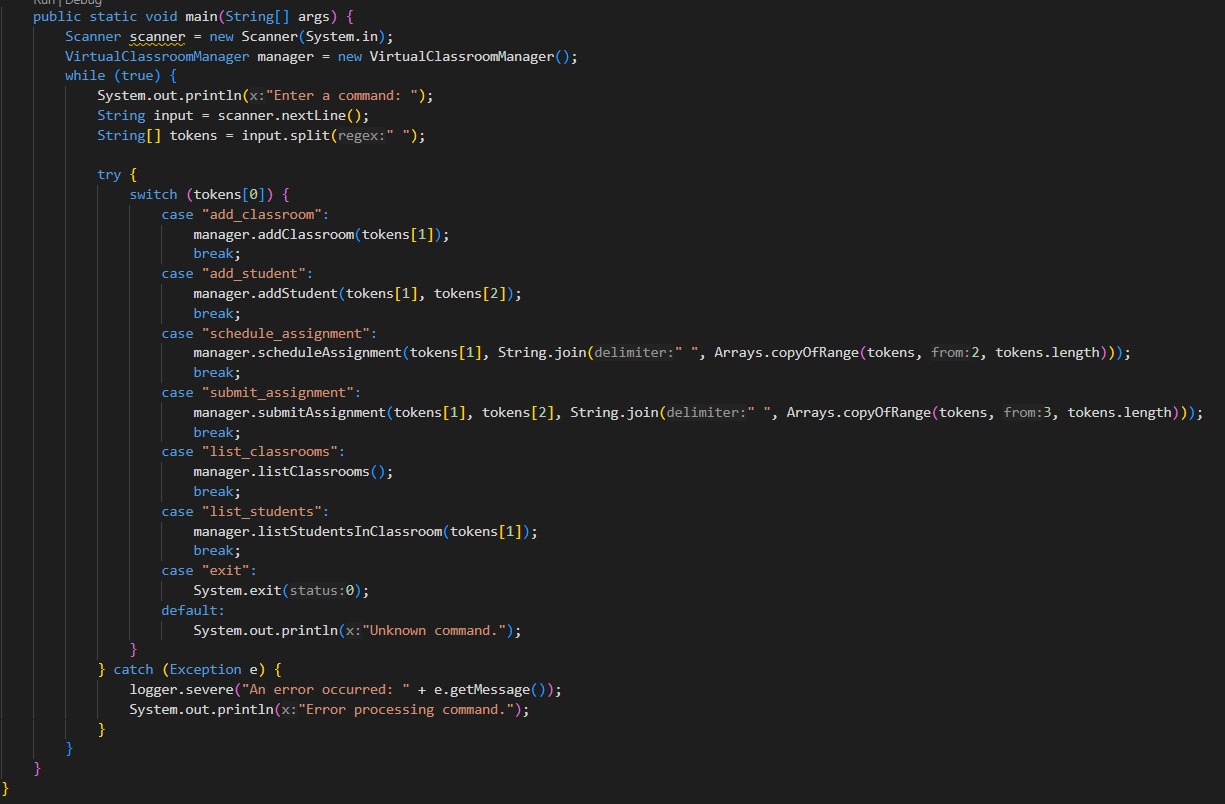 Run | Debug
public static void main(String[] args) {
Scanner scanner = new Scanner(System.in);
VirtualClassroomManager manager = new VirtualClassroomManager();
while (true) {
System.out.println(x:"Enter a command: ");
String input = scanner.nextLine();
String[] tokens = input.split(regex:" ");
try {
switch (tokens[0]) {
case "add_classroom":
manager.addClassroom(tokens[1]);
break;
case "add_student":
manager.addStudent(tokens[1], tokens[2]);
break;
case "schedule_assignment":
manager.scheduleAssignment(tokens[1], String.join(delimiter:" ", Arrays.copyOfRange(tokens, from:2, tokens.length)));
break;
case "submit_assignment":
manager.submitAssignment(tokens[1], tokens[2], String.join(delimiter:" ", Arrays.copyOfRange(tokens, from:3, tokens.length)));
break;
case "list_classrooms":
manager.listClassrooms();
break;
case "list_students":
manager.listStudentsInClassroom(tokens[1]);
break;
case "exit":
System.exit(status:0);
default:
System.out.println(x:"Unknown command.");
}
} catch (Exception e) {
logger.severe("An error occurred: " + e.getMessage());
System.out.println(x:"Error processing command.");
}
}
}
}